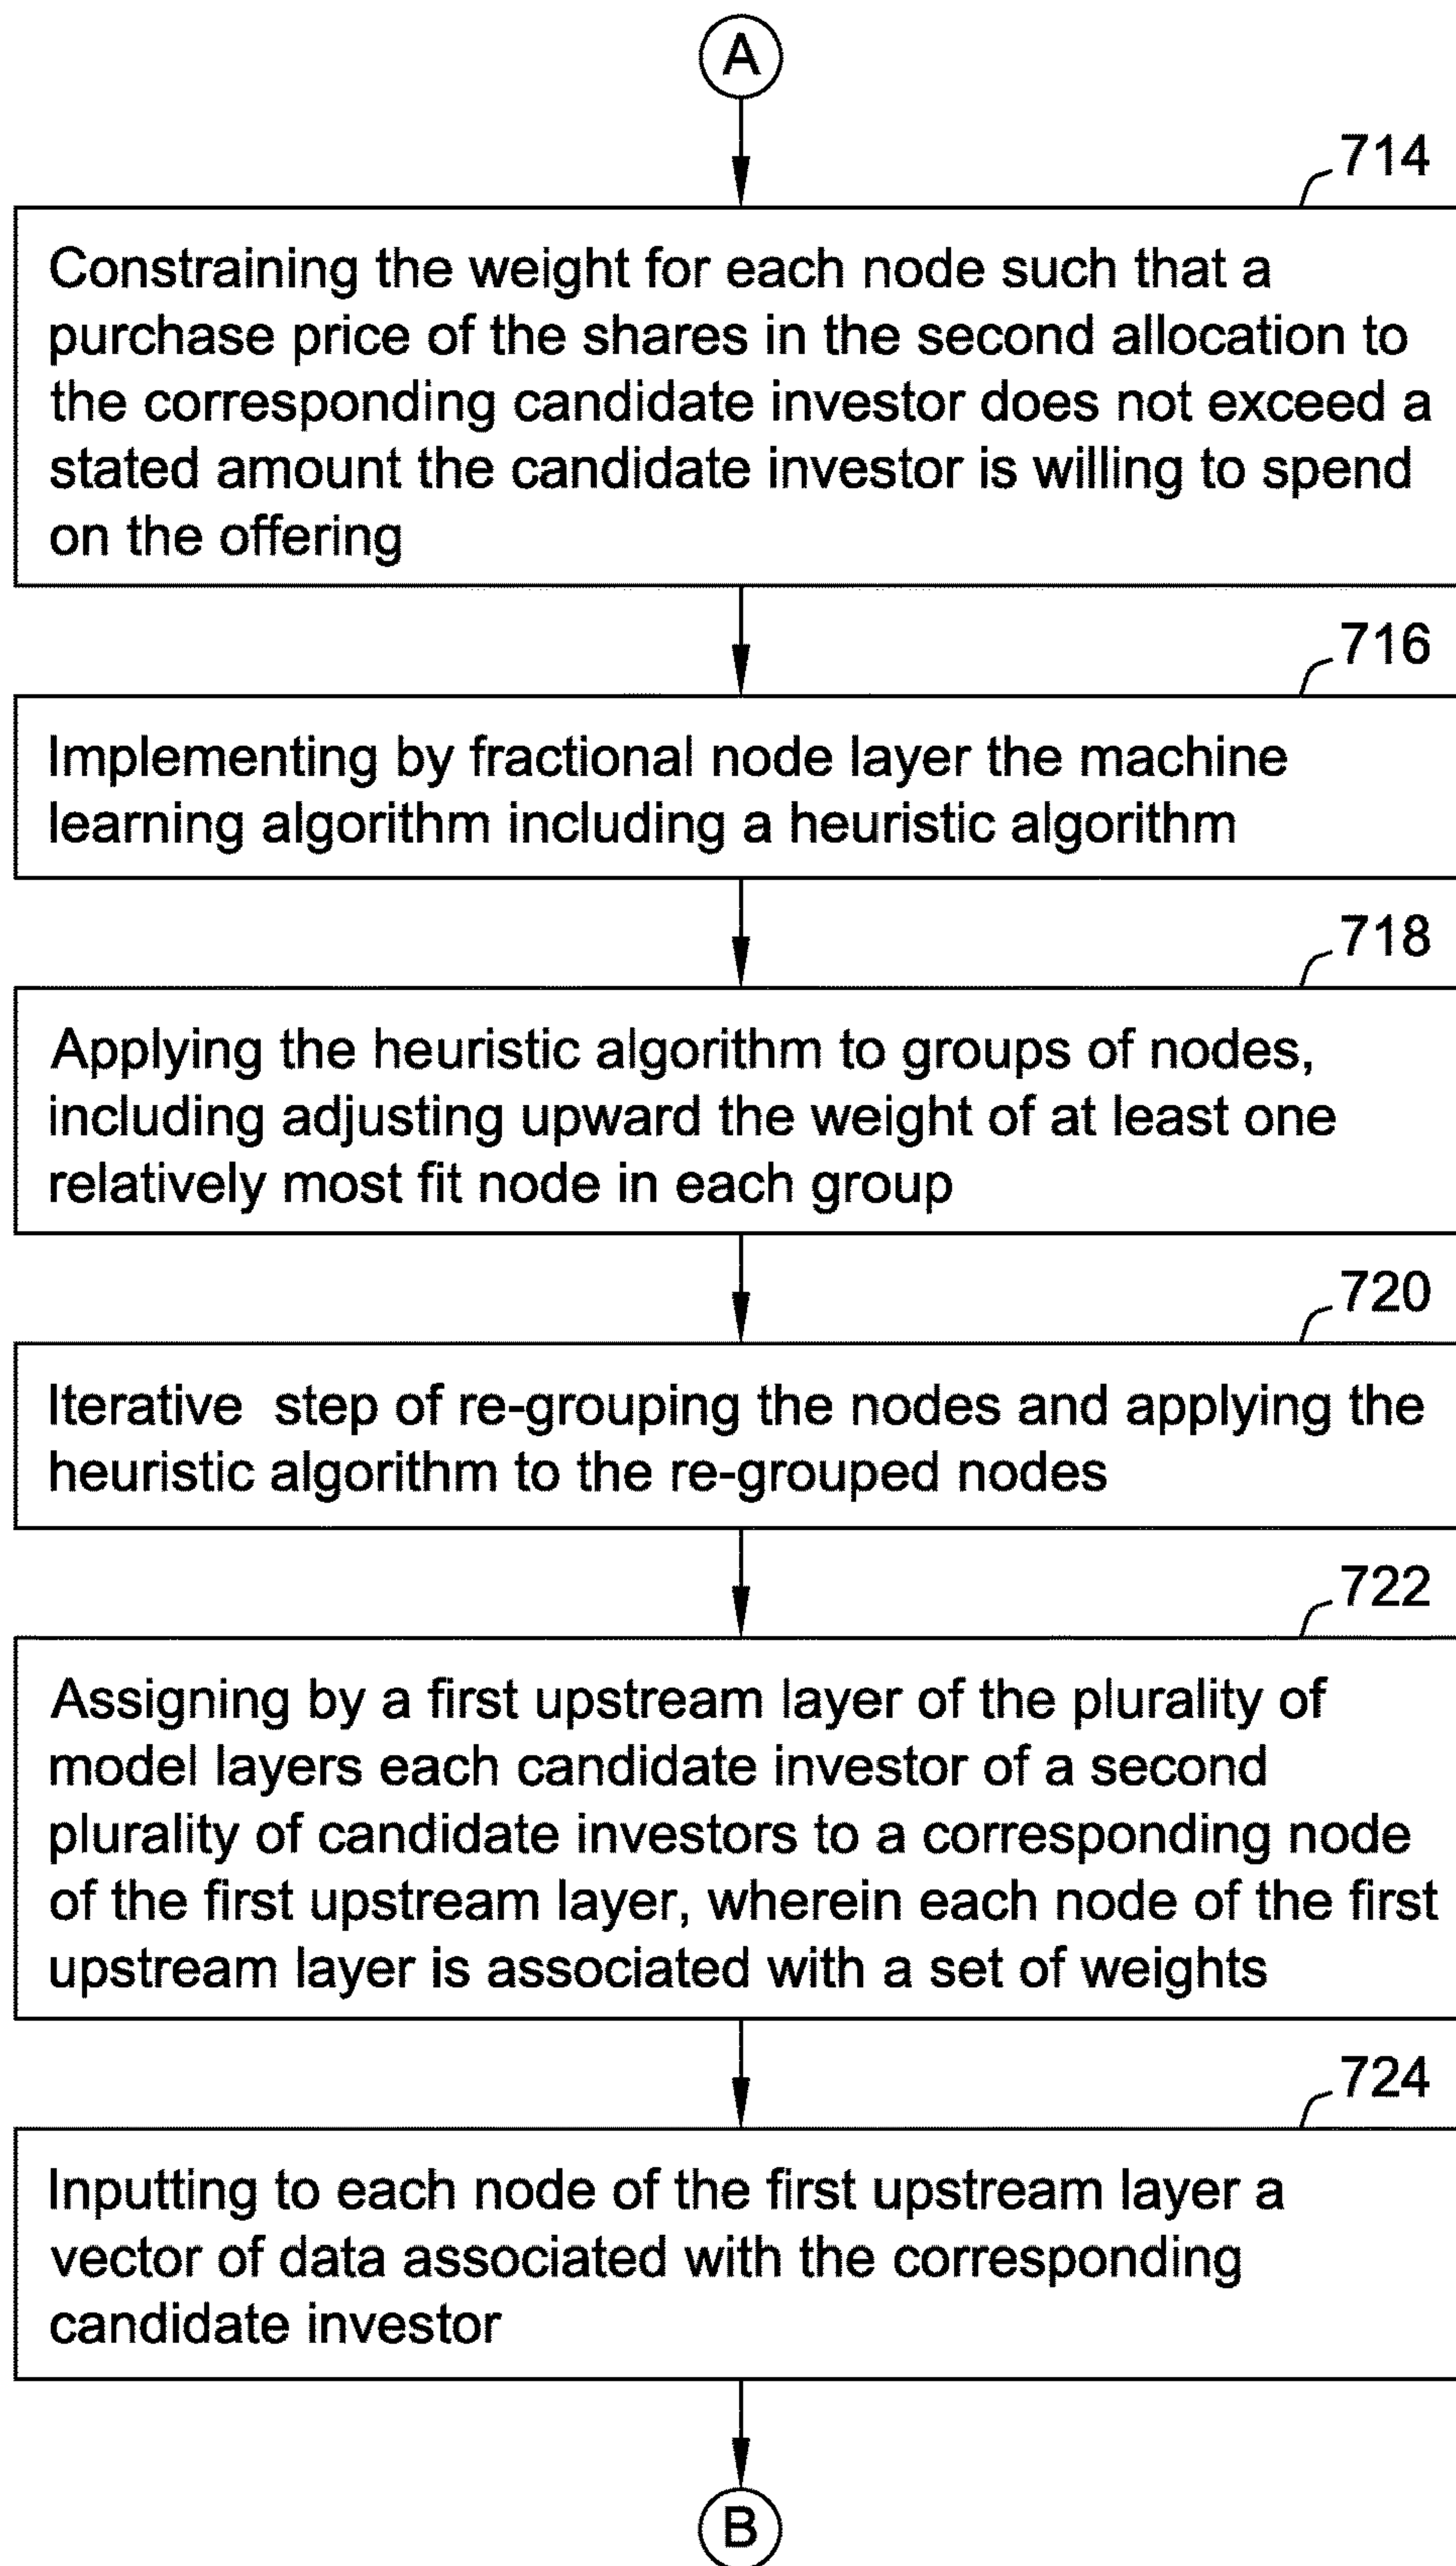 A
714
Constraining the weight for each node such that a
purchase price of the shares in the second allocation to
the corresponding candidate investor does not exceed a
stated amount the candidate investor is willing to spend
on the offering
716
Implementing by fractional node layer the machine
learning algorithm including a heuristic algorithm
718
Applying the heuristic algorithm to groups of nodes,
including adjusting upward the weight of at least one
relatively most fit node in each group
720
Iterative step of re-grouping the nodes and applying the
heuristic algorithm to the re-grouped nodes
722
Assigning by a first upstream layer of the plurality of
model layers each candidate investor of a second
plurality of candidate investors to a corresponding node
of the first upstream layer, wherein each node of the first
upstream layer is associated with a set of weights
724
Inputting to each node of the first upstream layer a
vector of data associated with the corresponding
candidate investor
B